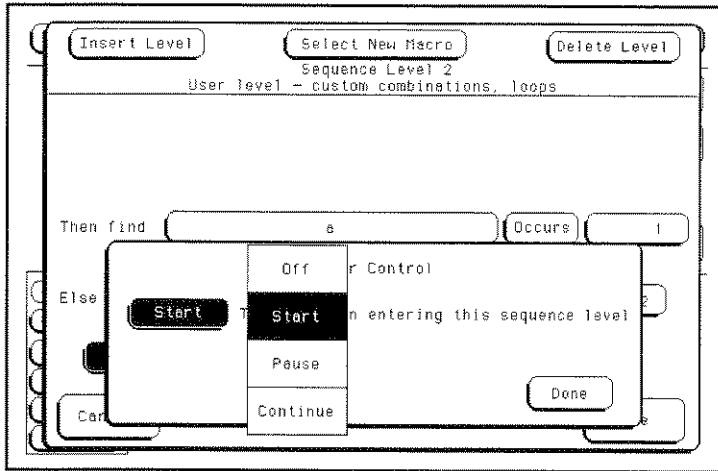 Insert Level Select New Macro Delete Level
Sequence Level 2
User level – custom combinations, loops
Then find a Occurs 1
Off r Control
Else 2
Start Start n entering this sequence level
Pause
Done
Continue